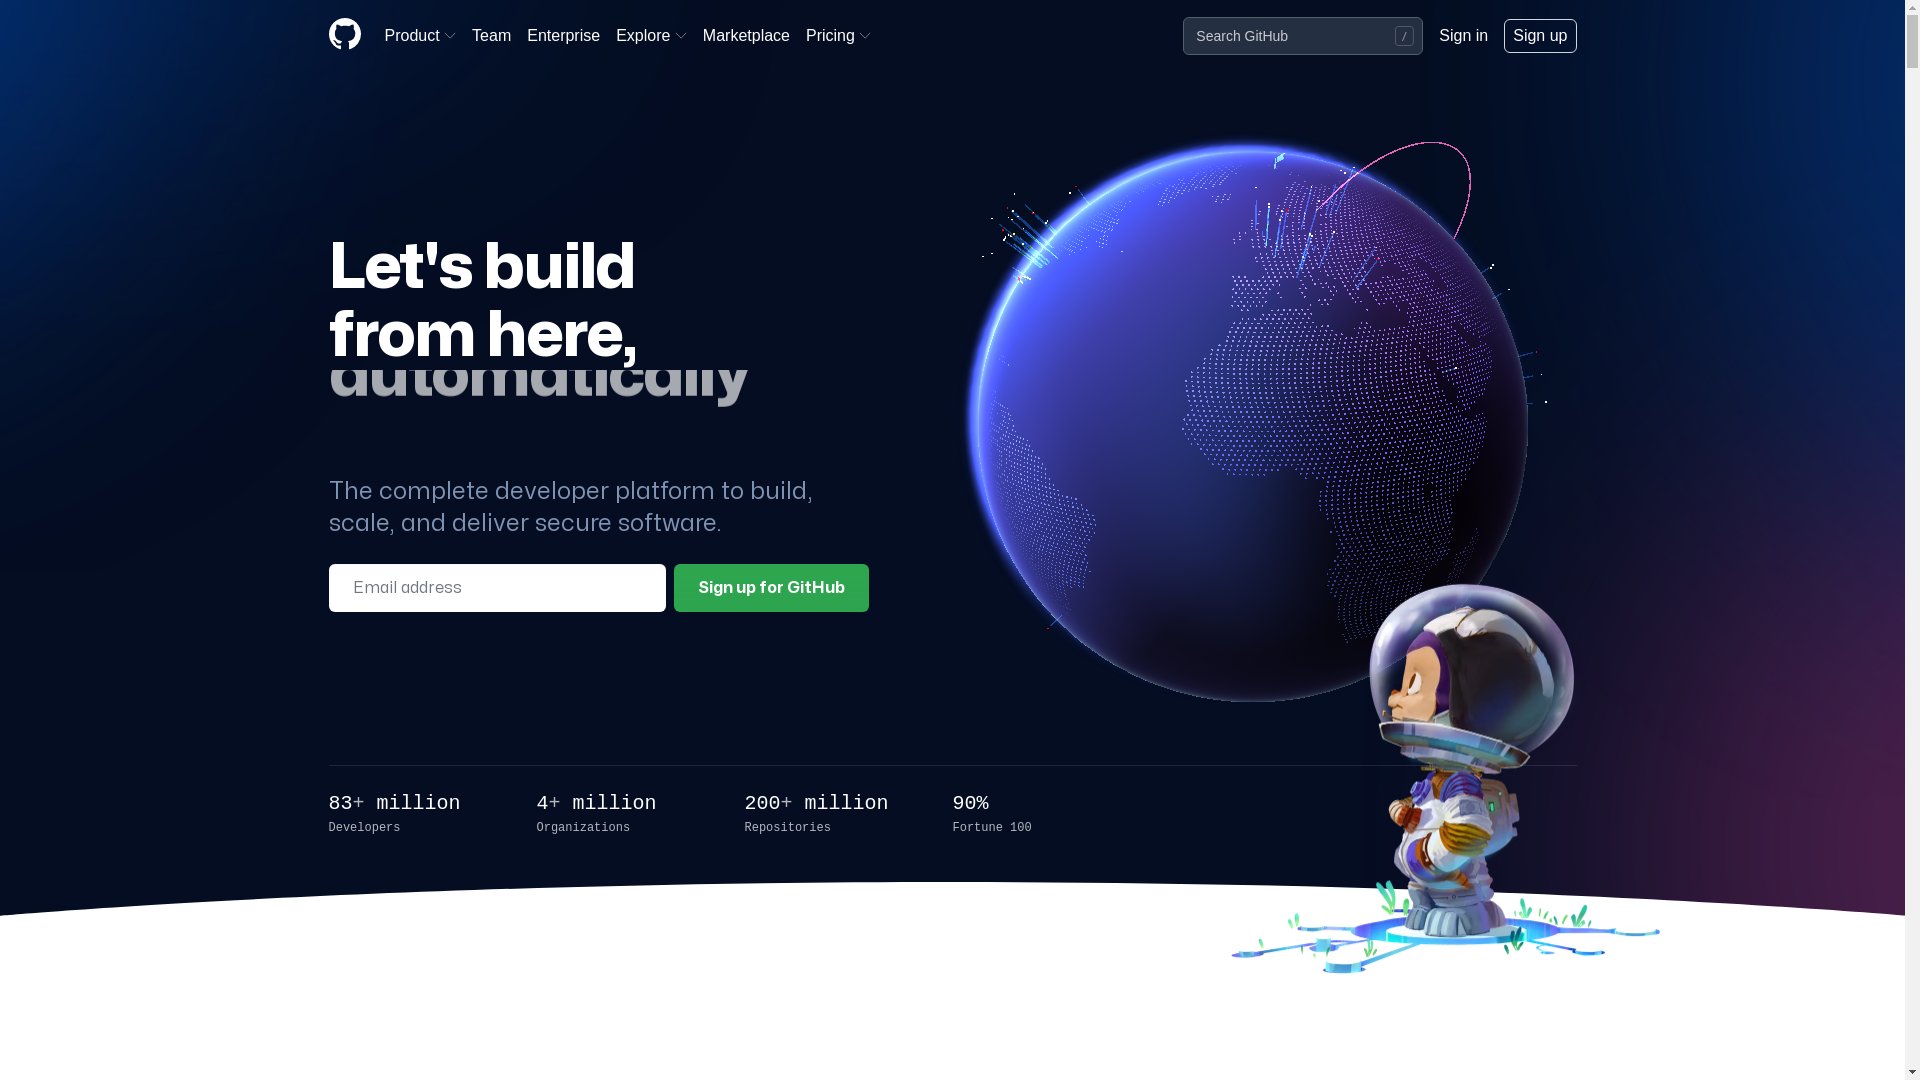 Product
Team
Enterprise
Explore
Marketplace
Pricing
Search GitHub
/
Sign in
Sign up
Let's build
from here,
automatically
The complete developer platform to build,
scale, and deliver secure software.
Email address
Sign up for GitHub
83+ million
Developers
4+ million
Organizations
200+ million
Repositories
90%
Fortune 100